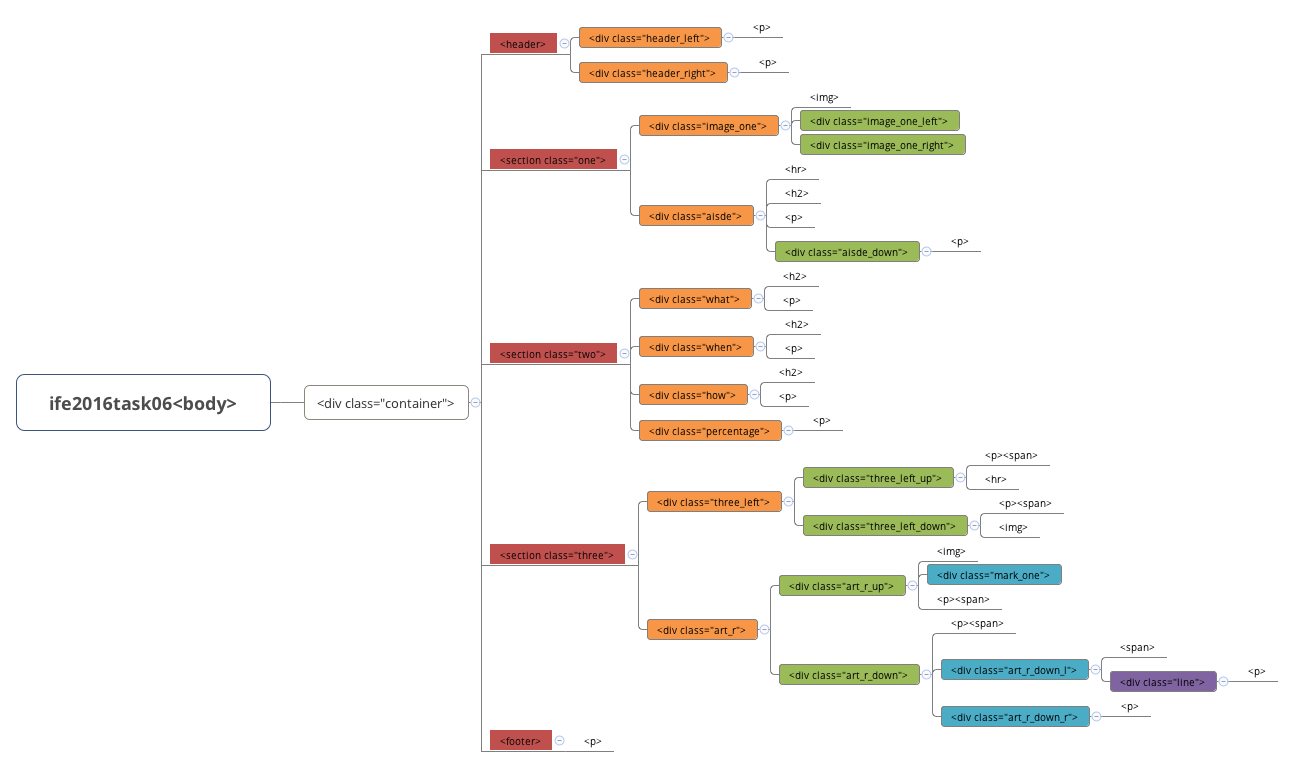 ife2016task06<body>
<div class="container">
<header>
<div class="header_left">
<p>
<div class="header_right">
<p>
<section class="one">
<div class="image_one">
<img>
<div class="image_one_left">
<div class="image_one_right">
<div class="aisde">
<hr>
<h2>
<p>
<div class="aisde_down">
<p>
<section class="two">
<div class="what">
<h2>
<p>
<div class="when">
<h2>
<p>
<div class="how">
<h2>
<p>
<div class="percentage">
<p>
<section class="three">
<div class="three_left">
<div class="three_left_up">
<p><span>
<hr>
<div class="three_left_down">
<p><span>
<img>
<div class="art_r">
<div class="art_r_up">
<img>
<div class="mark_one">
<p><span>
<div class="art_r_down">
<p><span>
<div class="art_r_down_l">
<span>
<div class="line">
<p>
<div class="art_r_down_r">
<p>
<footer>
<p>